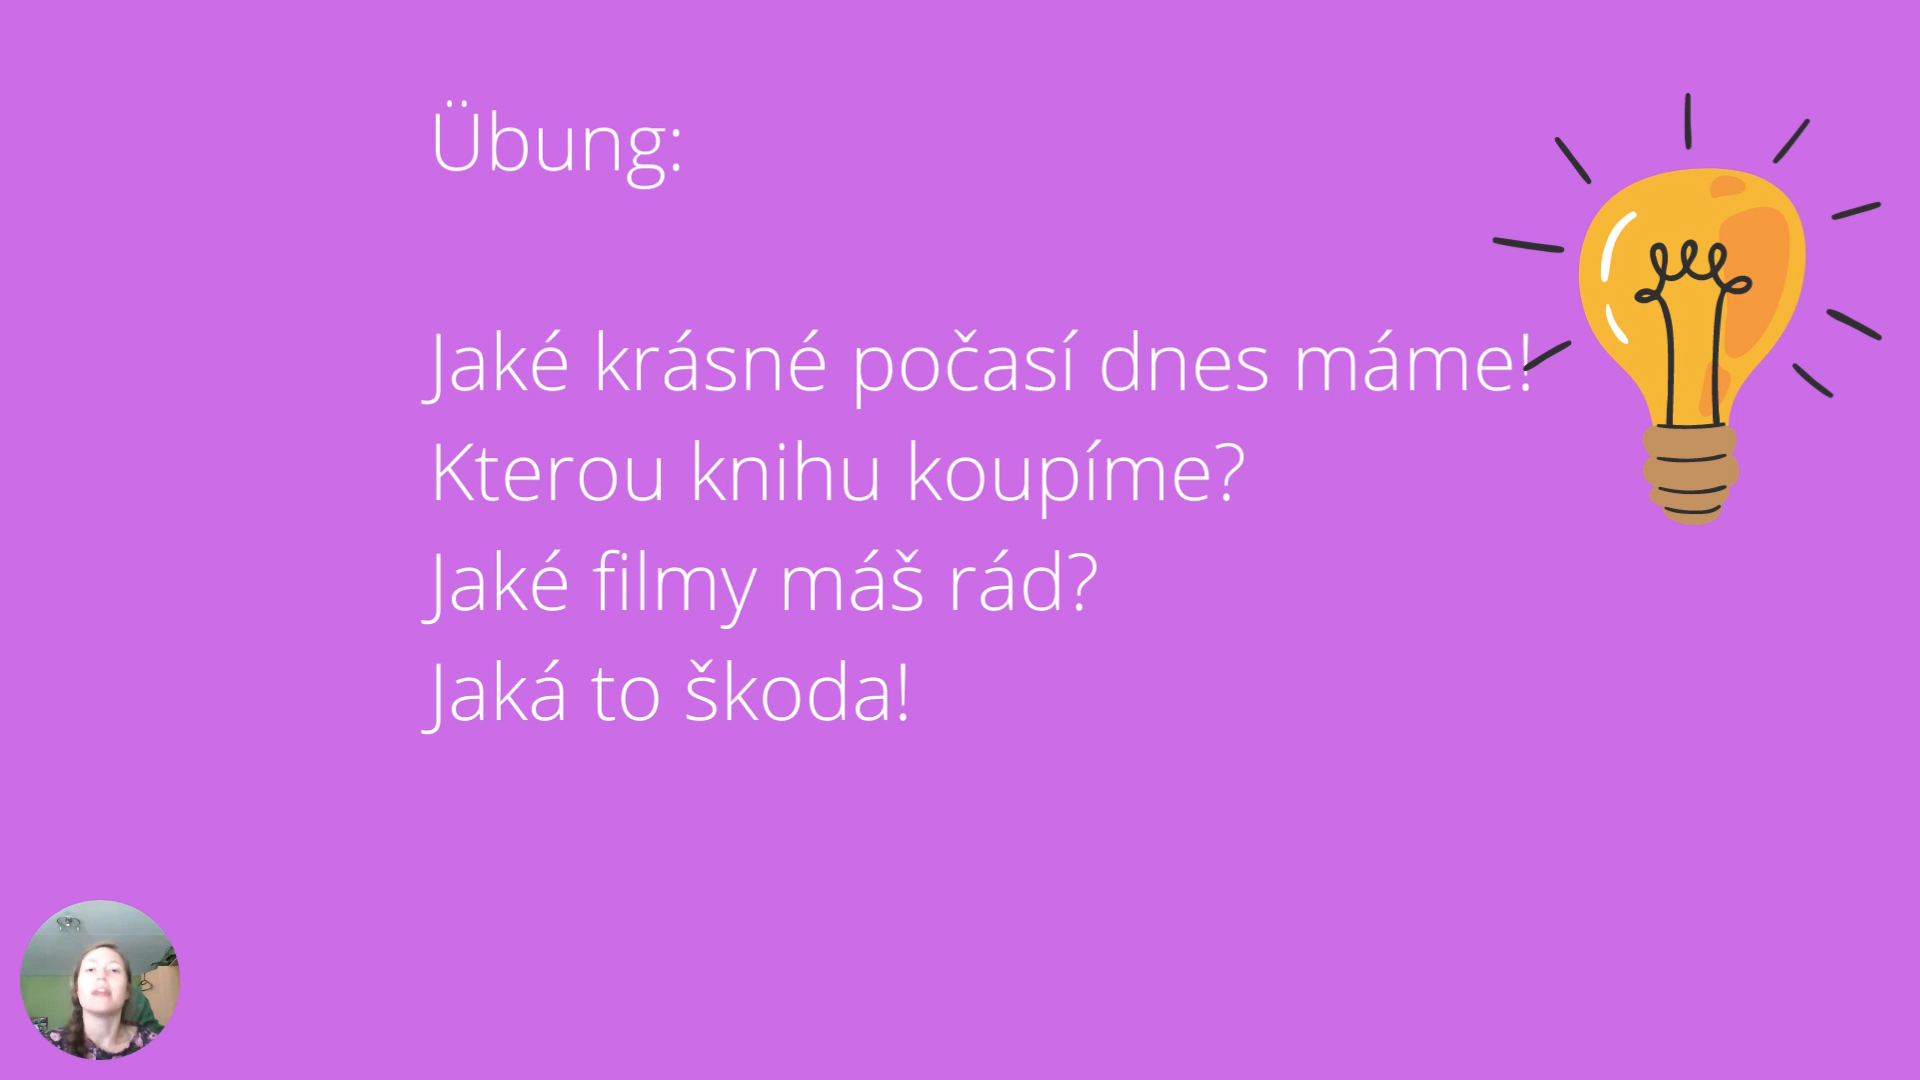 Übung:
Jaké krásné počasí dnes máme!
Kterou knihu koupíme?
Jaké filmy máš rád?
Jaká to škoda!